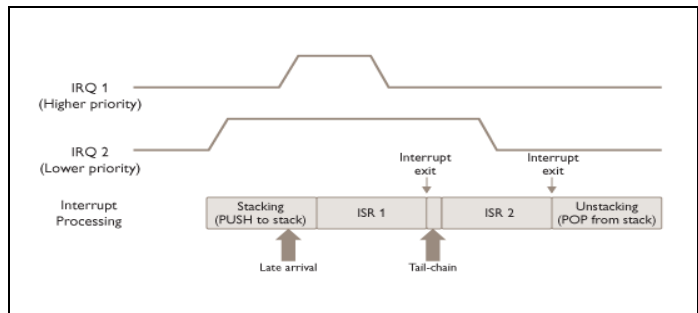 IRQ 1
(Higher priority)
IRQ 2
(Lower priority)
Interrupt
exit
Interrupt
exit
Interrupt
Processing
Stacking
(PUSH to stack)
ISR 1
ISR 2
Unstacking
(POP from stack)
Late arrival
Tail-chain